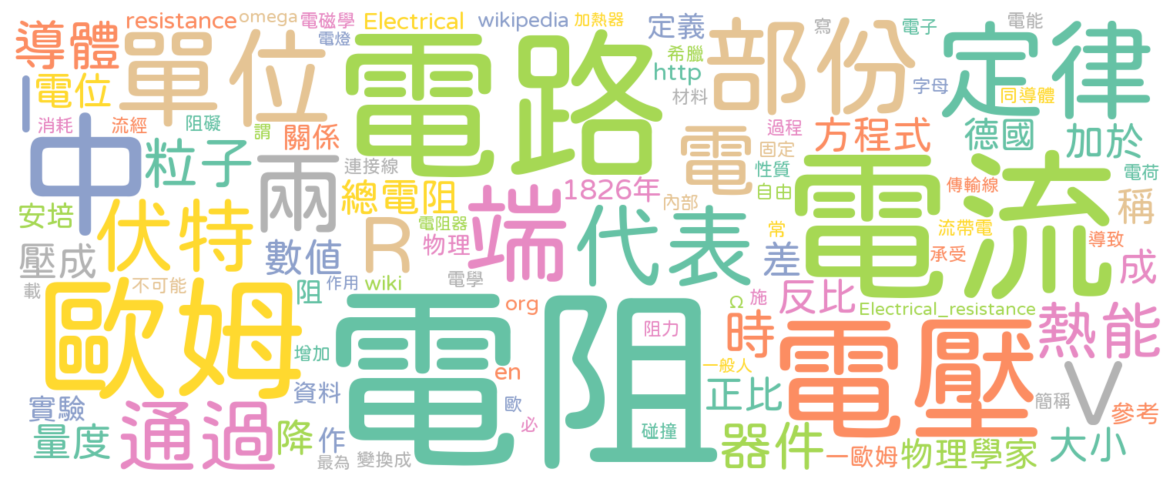 導體
resistance
omega
電磁學
Electrical
wikipedia
加熱器
定義
寫
電子
電能
單位
電燈
電路
希臘
http
部份
定律
I
電位
材料
字母
同導體
消耗
流經
阻礙
謂
關係
過程
方程式
德國
加於
中
粒子
兩
連接線
電
固定
性質
電荷
總電阻
1826年
端
內部
自由
傳輸線
電流
稱
安培
伏特
R
電阻器
物理
代表
常
流帶電
導致
壓成
數值
電學
差
承受
成
載
不可能
阻
作用
wiki
Ω
施
反比
Electrical_resistance
歐姆
電阻
org
阻力
時
電壓
熱能
增加
en
一般人
V
實驗
資料
歐
正比
簡稱
參考
量度
通過
降
作
必
碰撞
器件
一歐姆
物理學家
大小
最為
變換成